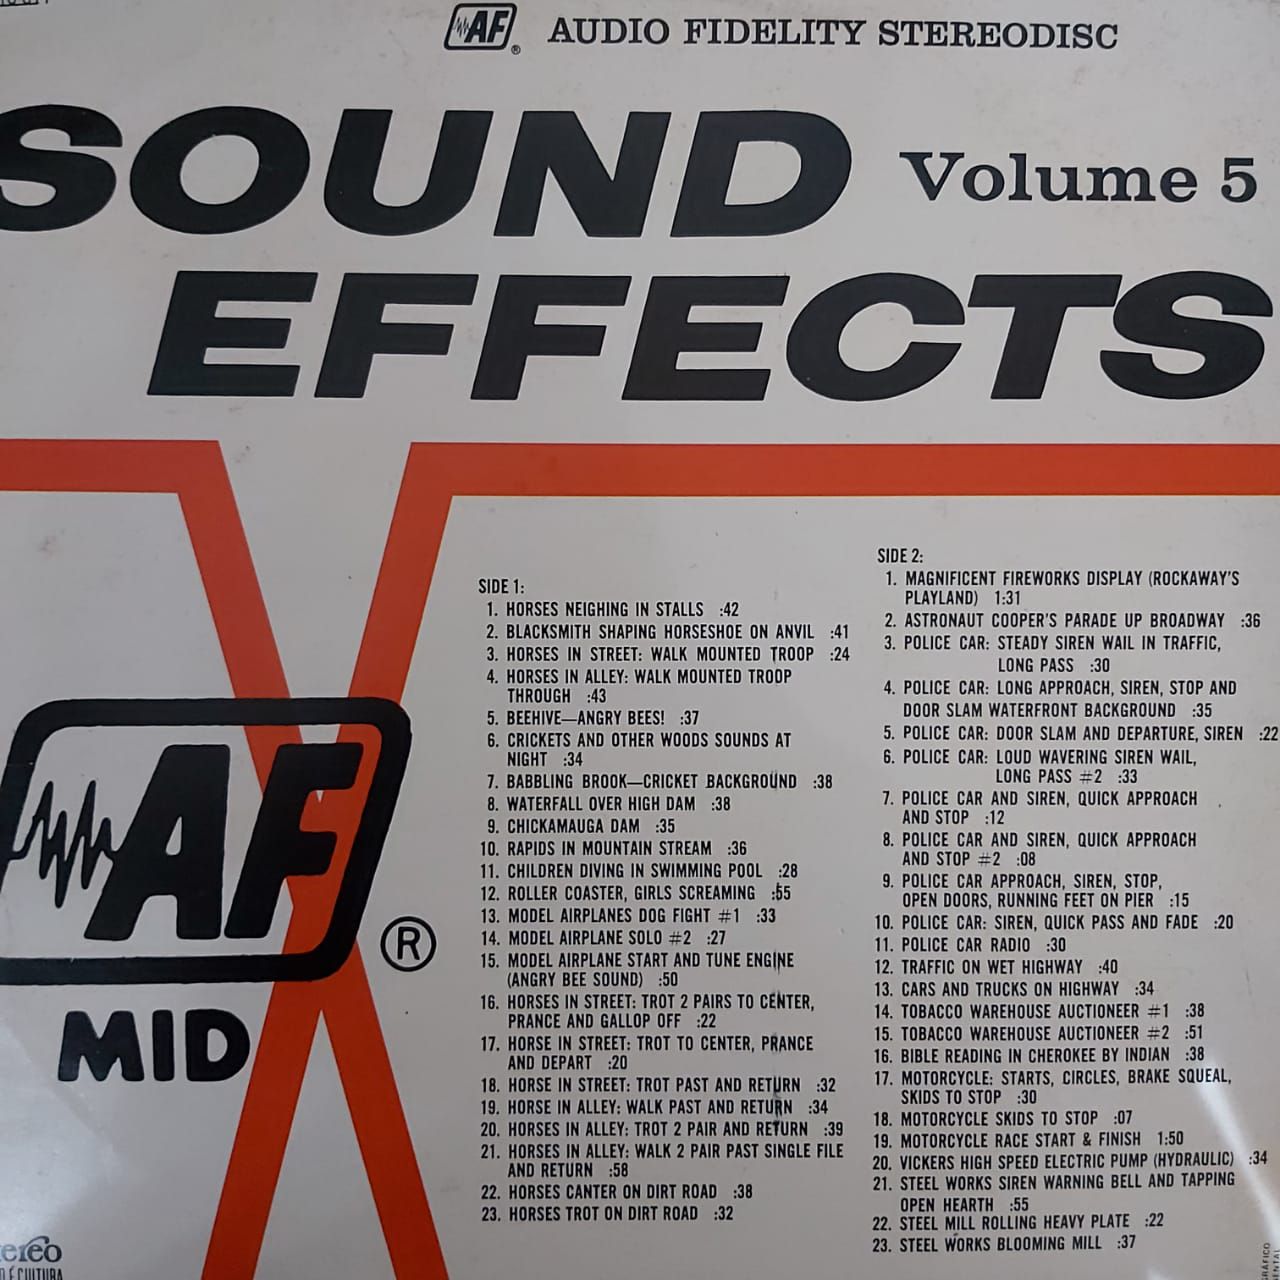 AF ® AUDIO FIDELITY STEREODISC
SOUND Volume 5
EFFECTS
SIDE 1:
1. HORSES NEIGHING IN STALLS :42
2. BLACKSMITH SHAPING HORSESHOE ON ANVIL :41
3. HORSES IN STREET: WALK MOUNTED TROOP :24
4. HORSES IN ALLEY: WALK MOUNTED TROOP
THROUGH :43
5. BEEHIVE—ANGRY BEES! :37
6. CRICKETS AND OTHER WOODS SOUNDS AT
NIGHT :34
7. BABBLING BROOK—CRICKET BACKGROUND :38
8. WATERFALL OVER HIGH DAM :38
9. CHICKAMAUGA DAM :35
10. RAPIDS IN MOUNTAIN STREAM :36
11. CHILDREN DIVING IN SWIMMING POOL :28
12. ROLLER COASTER, GIRLS SCREAMING :55
13. MODEL AIRPLANES DOG FIGHT #1 :33
14. MODEL AIRPLANE SOLO #2 :27
15. MODEL AIRPLANE START AND TUNE ENGINE
(ANGRY BEE SOUND) :50
16. HORSES IN STREET: TROT 2 PAIRS TO CENTER,
PRANCE AND GALLOP OFF :22
17. HORSE IN STREET: TROT TO CENTER, PRANCE
AND DEPART :20
18. HORSE IN STREET: TROT PAST AND RETURN :32
19. HORSE IN ALLEY: WALK PAST AND RETURN :34
20. HORSES IN ALLEY: TROT 2 PAIR AND RETURN :39
21. HORSES IN ALLEY: WALK 2 PAIR PAST SINGLE FILE
AND RETURN :58
22. HORSES CANTER ON DIRT ROAD :38
23. HORSES TROT ON DIRT ROAD :32
SIDE 2:
1. MAGNIFICENT FIREWORKS DISPLAY (ROCKAWAY'S
PLAYLAND) 1:31
2. ASTRONAUT COOPER'S PARADE UP BROADWAY :36
3. POLICE CAR: STEADY SIREN WAIL IN TRAFFIC,
LONG PASS :30
4. POLICE CAR: LONG APPROACH, SIREN, STOP AND
DOOR SLAM WATERFRONT BACKGROUND :35
5. POLICE CAR: DOOR SLAM AND DEPARTURE, SIREN :22
6. POLICE CAR: LOUD WAVERING SIREN WAIL,
LONG PASS #2 :33
7. POLICE CAR AND SIREN, QUICK APPROACH
AND STOP :12
8. POLICE CAR AND SIREN, QUICK APPROACH
AND STOP #2 :08
9. POLICE CAR APPROACH, SIREN, STOP,
OPEN DOORS, RUNNING FEET ON PIER :15
10. POLICE CAR: SIREN, QUICK PASS AND FADE :20
11. POLICE CAR RADIO :30
12. TRAFFIC ON WET HIGHWAY :40
13. CARS AND TRUCKS ON HIGHWAY :34
14. TOBACCO WAREHOUSE AUCTIONEER #1 :38
15. TOBACCO WAREHOUSE AUCTIONEER #2 :51
16. BIBLE READING IN CHEROKEE BY INDIAN :38
17. MOTORCYCLE: STARTS, CIRCLES, BRAKE SQUEAL,
SKIDS TO STOP :30
18. MOTORCYCLE SKIDS TO STOP :07
19. MOTORCYCLE RACE START & FINISH 1:50
20. VICKERS HIGH SPEED ELECTRIC PUMP (HYDRAULIC) :34
21. STEEL WORKS SIREN WARNING BELL AND TAPPING
OPEN HEARTH :55
22. STEEL MILL ROLLING HEAVY PLATE :22
23. STEEL WORKS BLOOMING MILL :37
AF ®
MID
É CULTURA